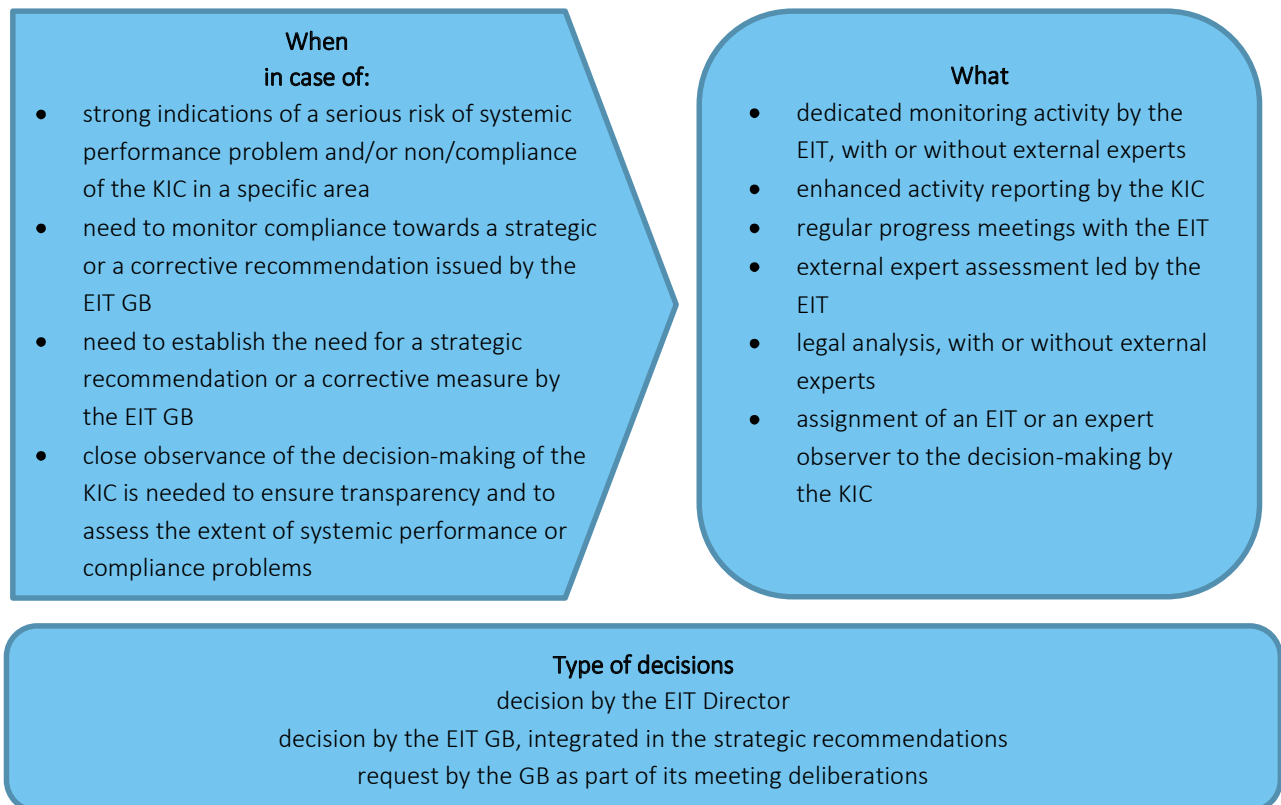 When
in case of:
• strong indications of a serious risk of systemic
performance problem and/or non/compliance
of the KIC in a specific area
• need to monitor compliance towards a strategic
or a corrective recommendation issued by the
EIT GB
• need to establish the need for a strategic
recommendation or a corrective measure by
the EIT GB
• close observance of the decision-making of the
KIC is needed to ensure transparency and to
assess the extent of systemic performance or
compliance problems
What
• dedicated monitoring activity by the
EIT, with or without external experts
• enhanced activity reporting by the KIC
• regular progress meetings with the EIT
• external expert assessment led by the
EIT
• legal analysis, with or without external
experts
• assignment of an EIT or an expert
observer to the decision-making by
the KIC
Type of decisions
decision by the EIT Director
decision by the EIT GB, integrated in the strategic recommendations
request by the GB as part of its meeting deliberations